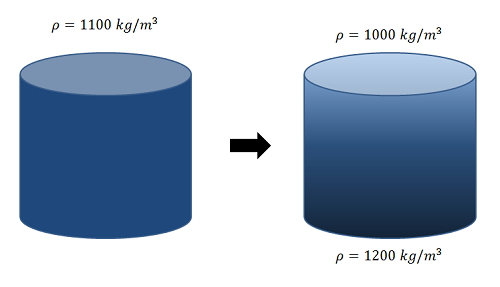 ρ = 1100 kg/m³
ρ = 1000 kg/m³
ρ = 1200 kg/m³